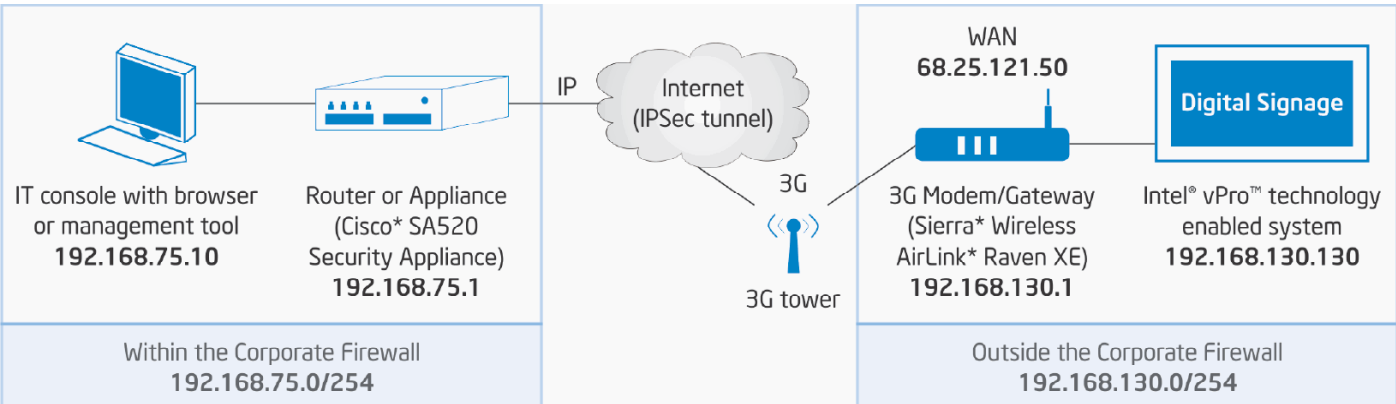 IT console with browser
or management tool
192.168.75.10
Router or Appliance
(Cisco* SA520
Security Appliance)
192.168.75.1
Within the Corporate Firewall
192.168.75.0/254
IP
Internet
(IPSec tunnel)
3G
3G tower
WAN
68.25.121.50
3G Modem/Gateway
(Sierra* Wireless
AirLink* Raven XE)
192.168.130.1
Digital Signage
Intel® vPro™ technology
enabled system
192.168.130.130
Outside the Corporate Firewall
192.168.130.0/254